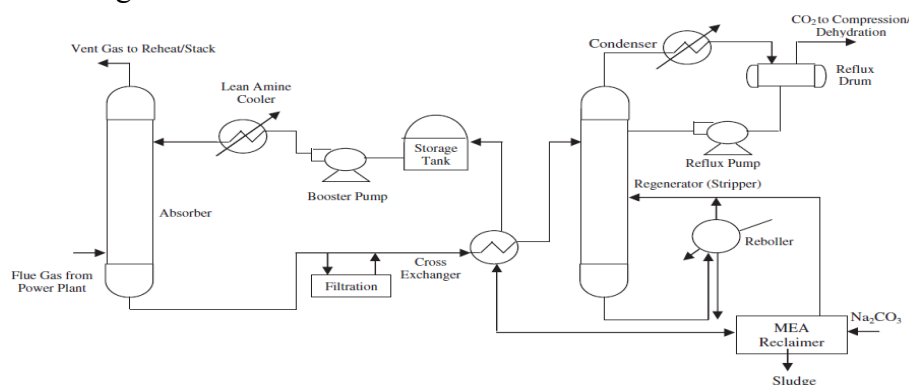 CO2 to Compression/
Dehydration
Vent Gas to Reheat/Stack
Condenser
Reflux
Drum
Lean Amine
Cooler
Storage
Tank
Reflux Pump
Booster Pump
Regenerator (Stripper)
Absorber
Reboller
Cross
Exchanger
Flue Gas from
Power Plant
Filtration
Na2CO3
MEA
Reclaimer
Sludge